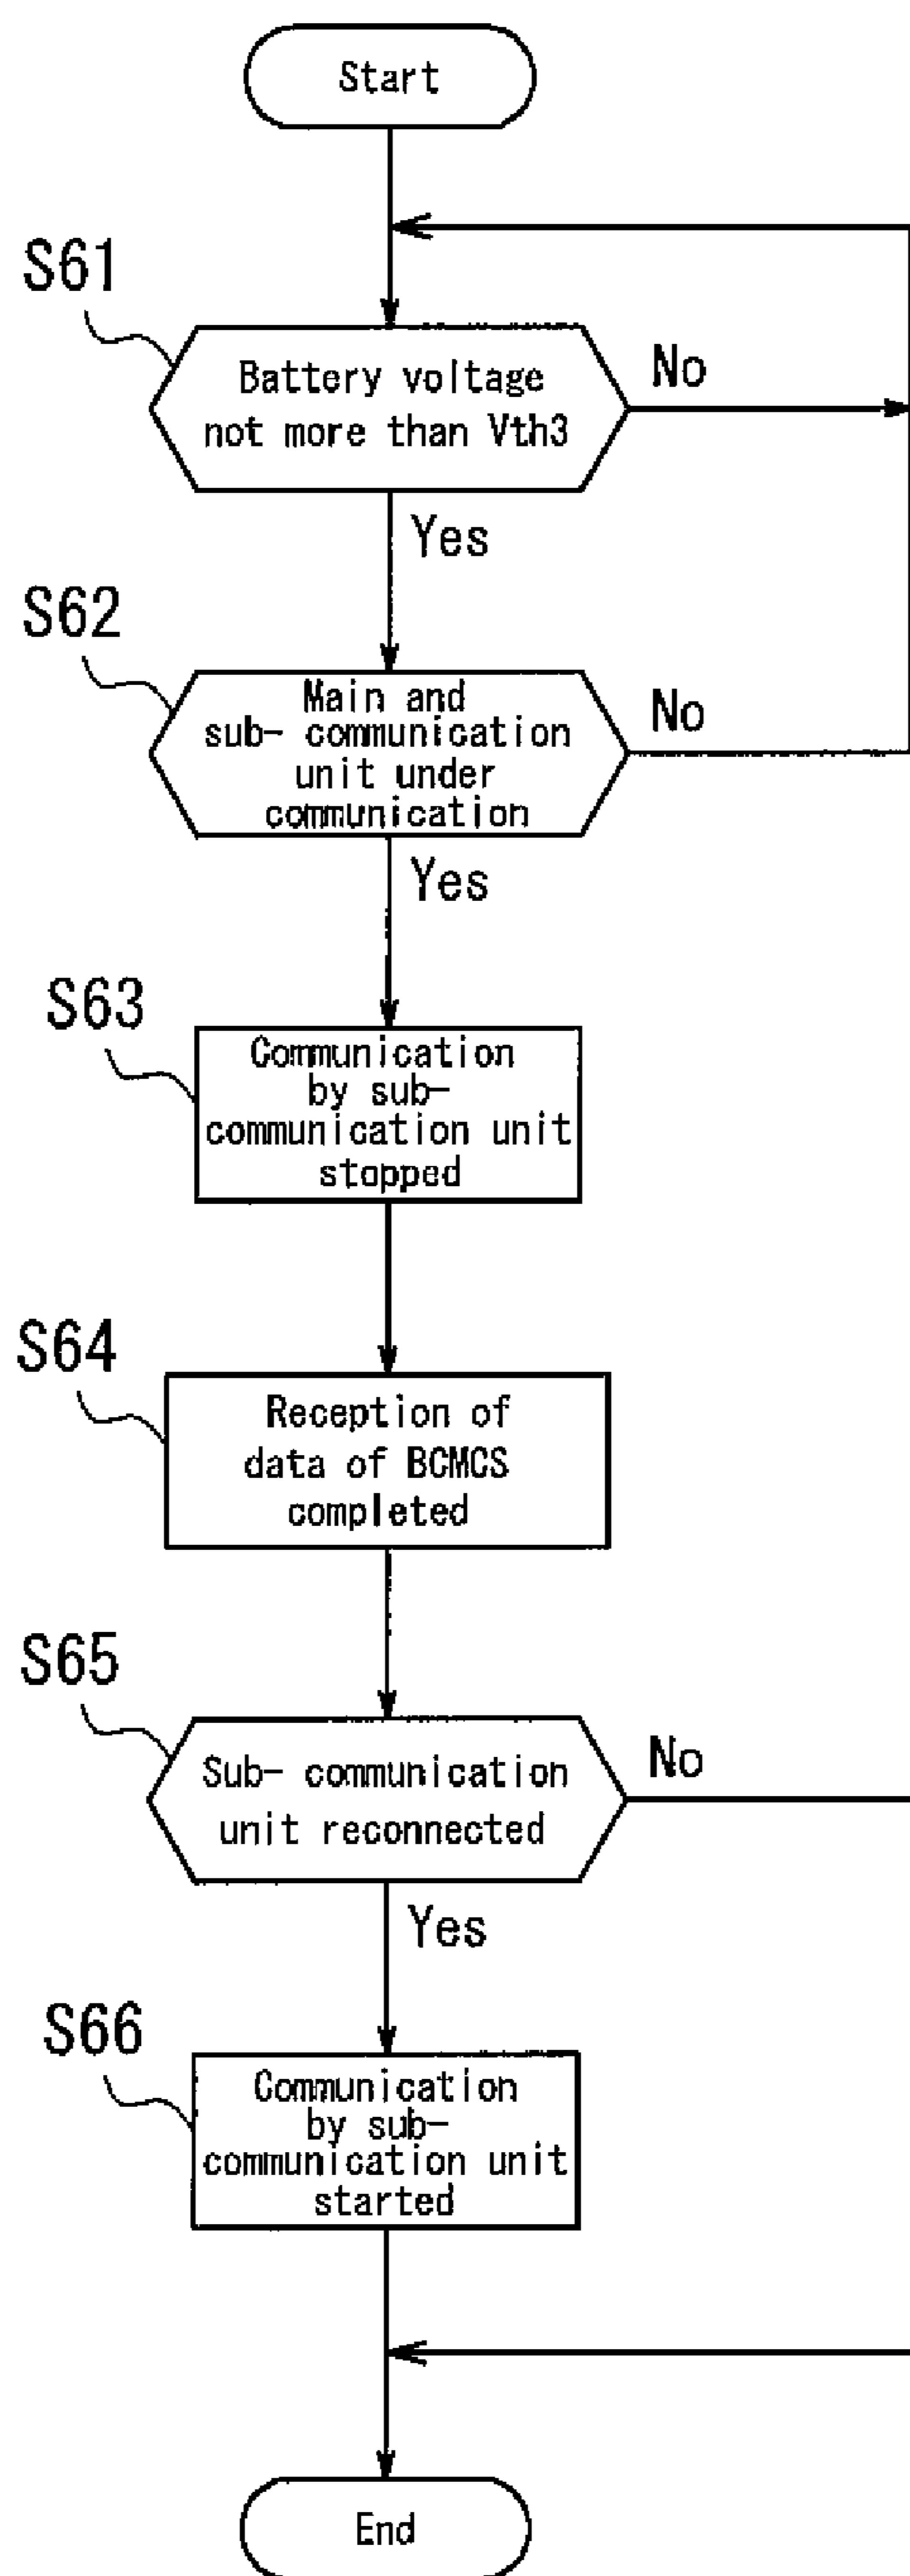 Start
S61
Battery voltage
not more than Vth3
No
Yes
S62
Main and
sub- communication
unit under
communication
No
Yes
S63
Communication
by sub-
communication unit
stopped
S64
Reception of
data of BCMCS
completed
S65
Sub- communication
unit reconnected
No
Yes
S66
Communication
by sub-
communication unit
started
End